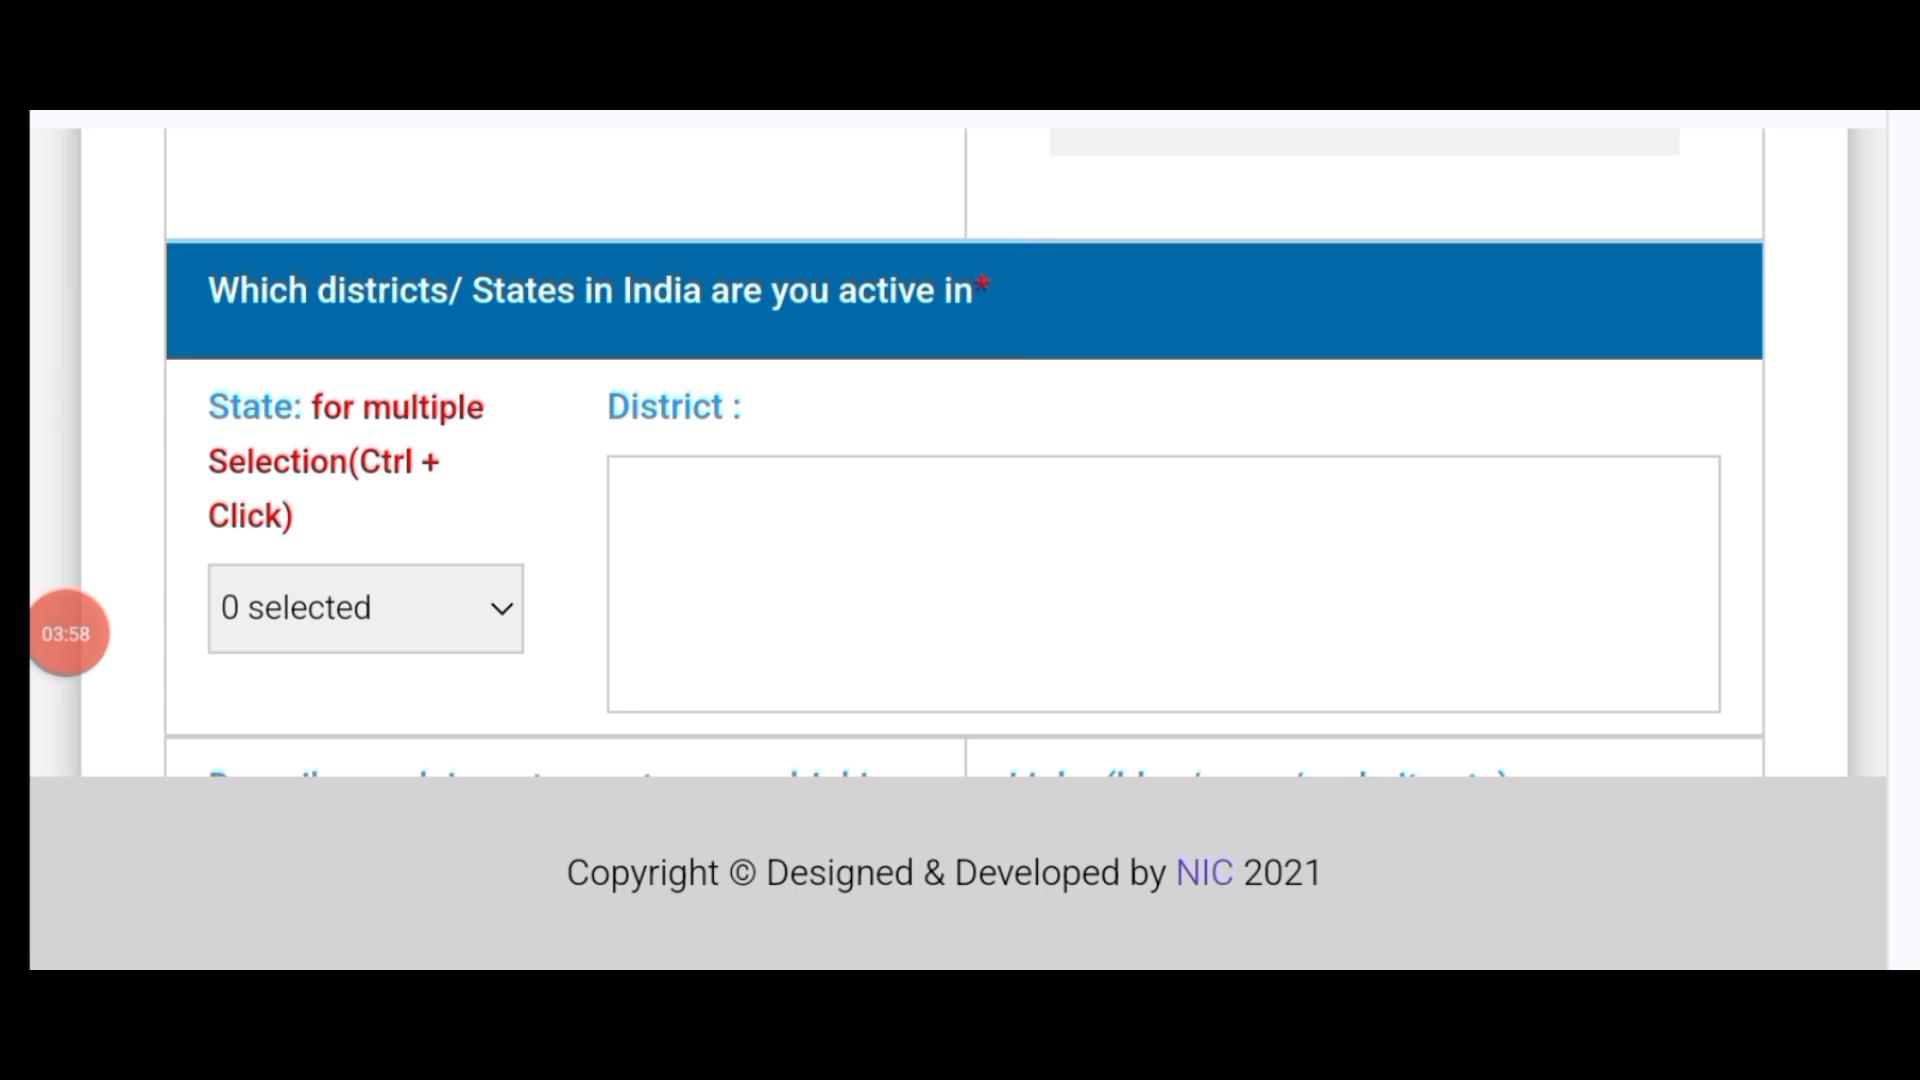 Which districts/ States in India are you active in*
State: for multiple
Selection(Ctrl +
Click)
District :
0 selected
03:58
Copyright © Designed & Developed by NIC 2021